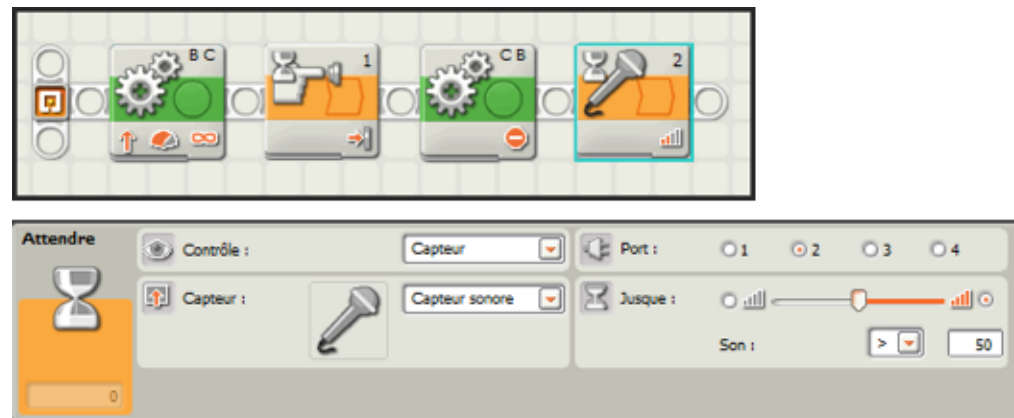 B C
1
C B
2
Attendre
Contrôle :
Capteur
Port :
1
2
3
4
Capteur :
Capteur sonore
Jusque :
Son :
>
50
0